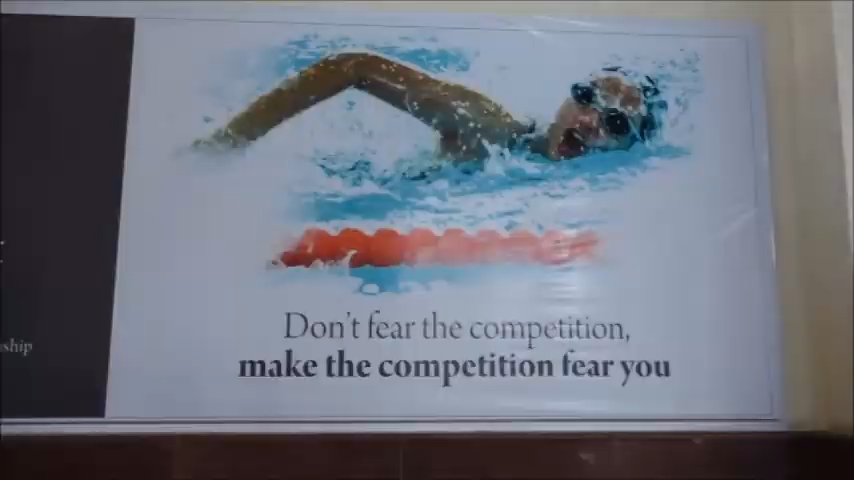 Don't fear the competition,
make the competition fear you